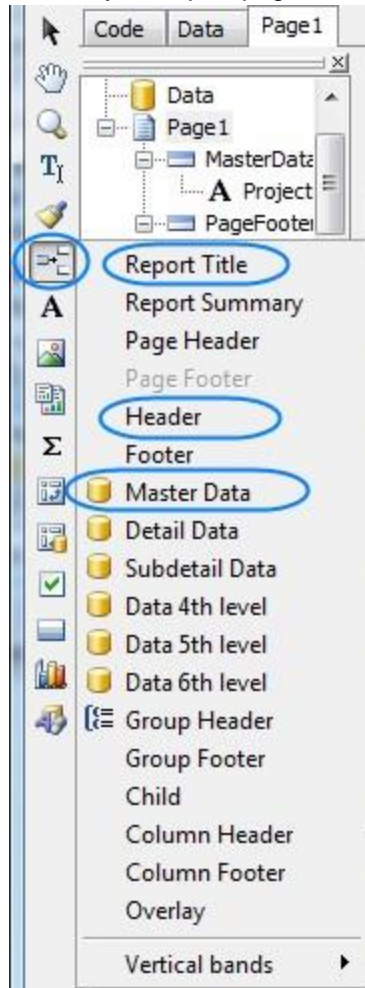 Code Data Page1
Data
Page1
MasterData
A Project
PageFooter
Report Title
Report Summary
Page Header
Page Footer
Header
Footer
Master Data
Detail Data
Subdetail Data
Data 4th level
Data 5th level
Data 6th level
Group Header
Group Footer
Child
Column Header
Column Footer
Overlay
Vertical bands